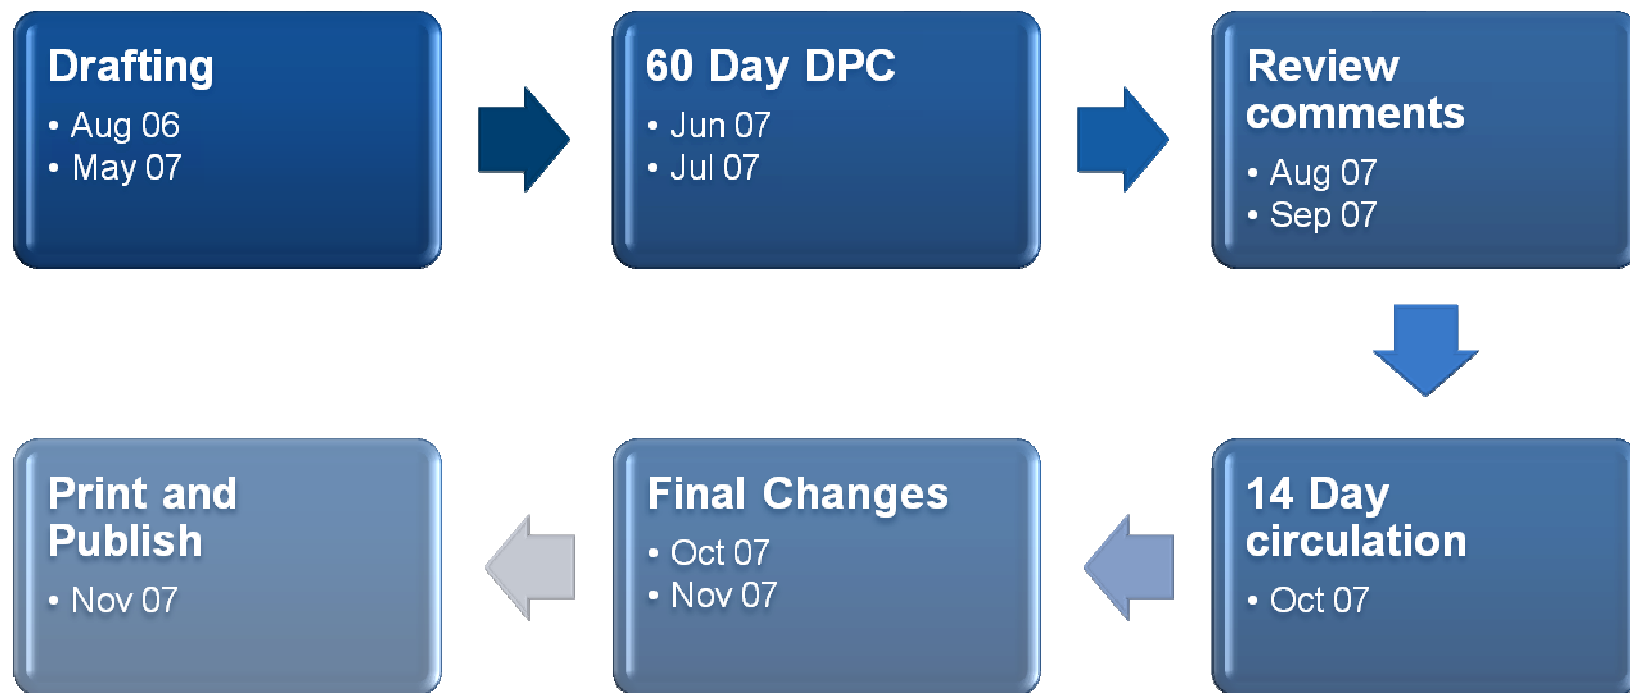 Drafting
• Aug 06
• May 07
60 Day DPC
• Jun 07
• Jul 07
Review
comments
• Aug 07
• Sep 07
14 Day
circulation
• Oct 07
Final Changes
• Oct 07
• Nov 07
Print and
Publish
• Nov 07